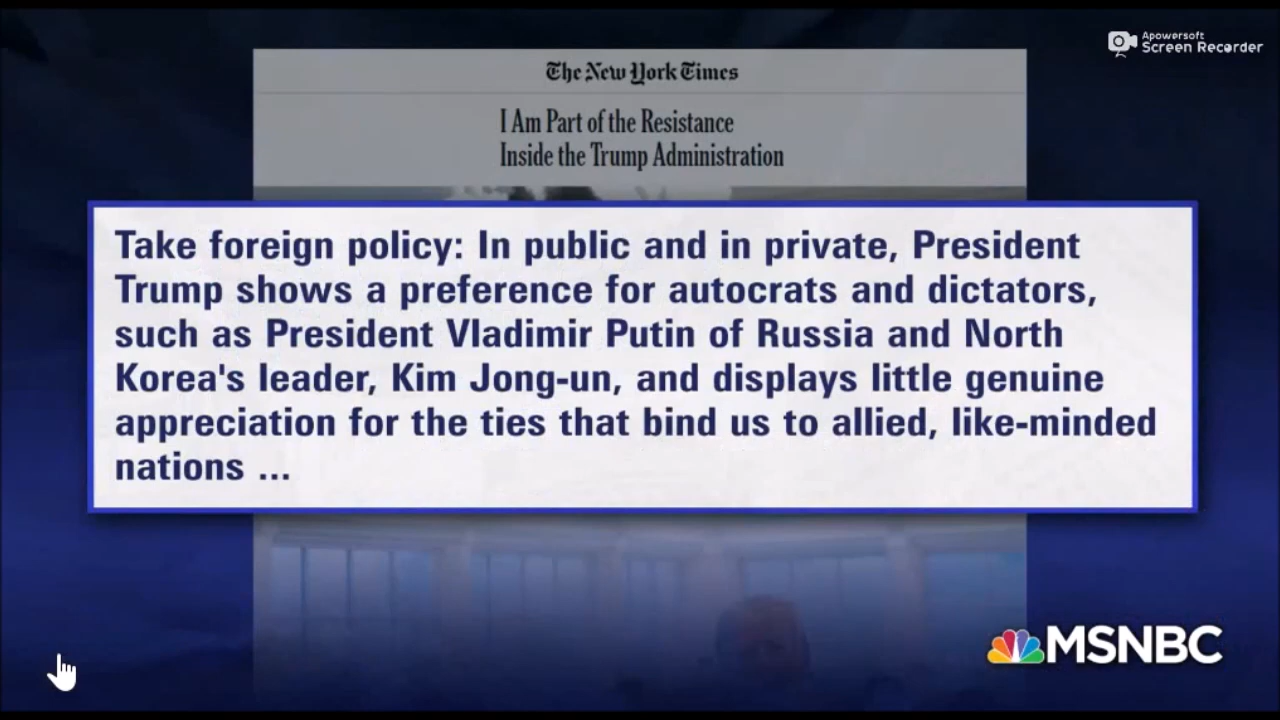 Apowersoft
Screen Recorder
The New York Times
I Am Part of the Resistance
Inside the Trump Administration
Take foreign policy: In public and in private, President
Trump shows a preference for autocrats and dictators,
such as President Vladimir Putin of Russia and North
Korea's leader, Kim Jong-un, and displays little genuine
appreciation for the ties that bind us to allied, like-minded
nations ...
MSNBC